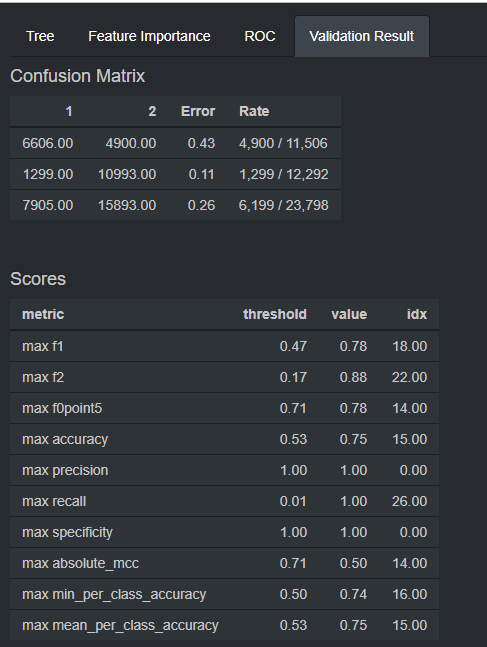 Tree Feature Importance ROC Validation Result
Confusion Matrix
1 2 Error Rate
6606.00 4900.00 0.43 4,900 / 11,506
1299.00 10993.00 0.11 1,299 / 12,292
7905.00 15893.00 0.26 6,199 / 23,798
Scores
metric threshold value idx
max f1 0.47 0.78 18.00
max f2 0.17 0.88 22.00
max f0point5 0.71 0.78 14.00
max accuracy 0.53 0.75 15.00
max precision 1.00 1.00 0.00
max recall 0.01 1.00 26.00
max specificity 1.00 1.00 0.00
max absolute_mcc 0.71 0.50 14.00
max min_per_class_accuracy 0.50 0.74 16.00
max mean_per_class_accuracy 0.53 0.75 15.00